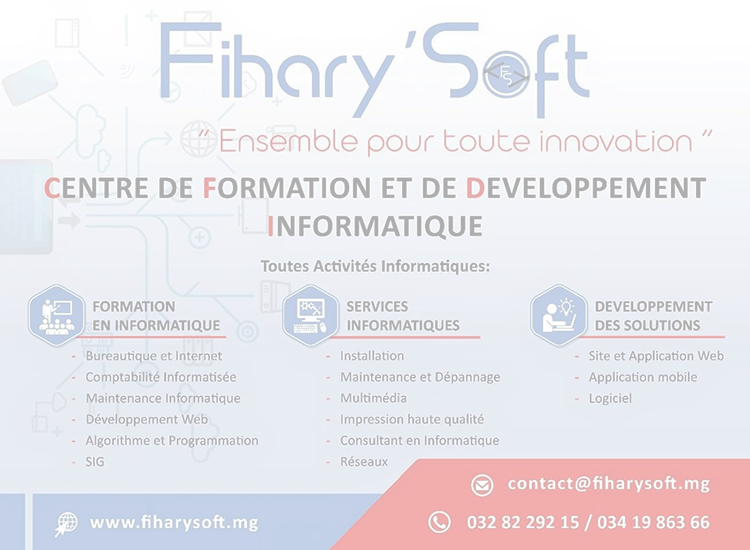 Fihary'Soft
" Ensemble pour toute innovation "
CENTRE DE FORMATION ET DE DEVELOPPEMENT
INFORMATIQUE
Toutes Activités Informatiques:
FORMATION
EN INFORMATIQUE
- Bureautique et Internet
- Comptabilité Informatisée
- Maintenance Informatique
- Développement Web
- Algorithme et Programmation
- SIG
SERVICES
INFORMATIQUES
- Installation
- Maintenance et Dépannage
- Multimédia
- Impression haute qualité
- Consultant en Informatique
- Réseaux
DEVELOPPEMENT
DES SOLUTIONS
- Site et Application Web
- Application mobile
- Logiciel
contact@fiharysoft.mg
www.fiharysoft.mg
032 82 292 15 / 034 19 863 66